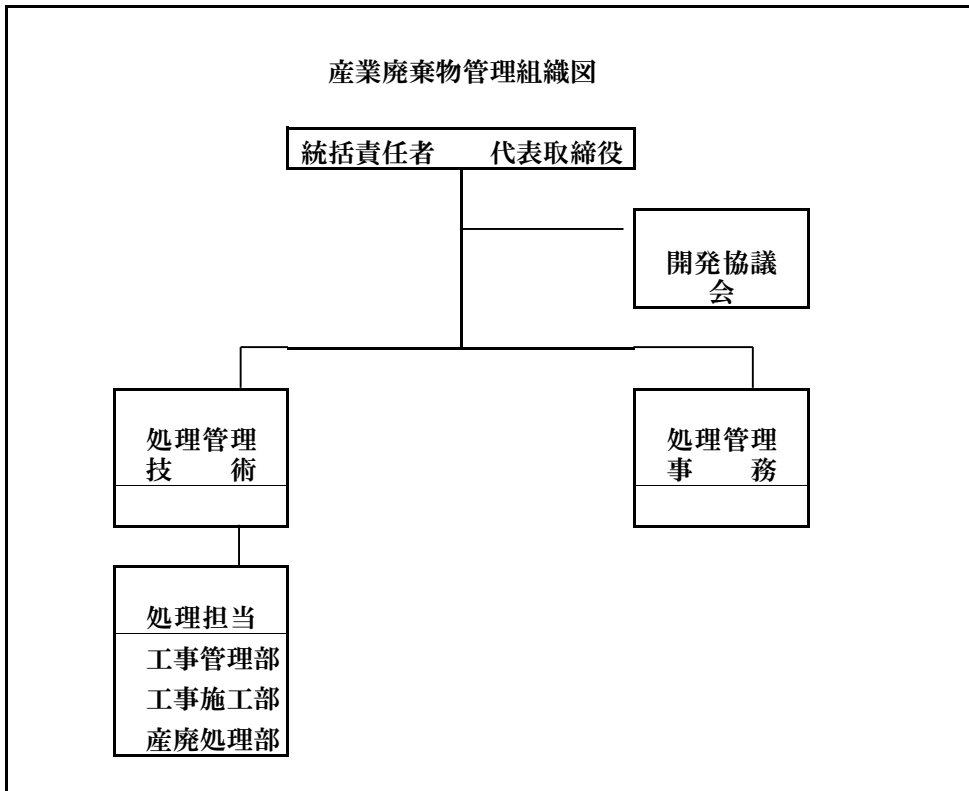 産業廃棄物管理組織図
統括責任者　　代表取締役
開発協議
会
処理管理
技　　術
処理管理
事　　務
処理担当
工事管理部
工事施工部
産廃処理部